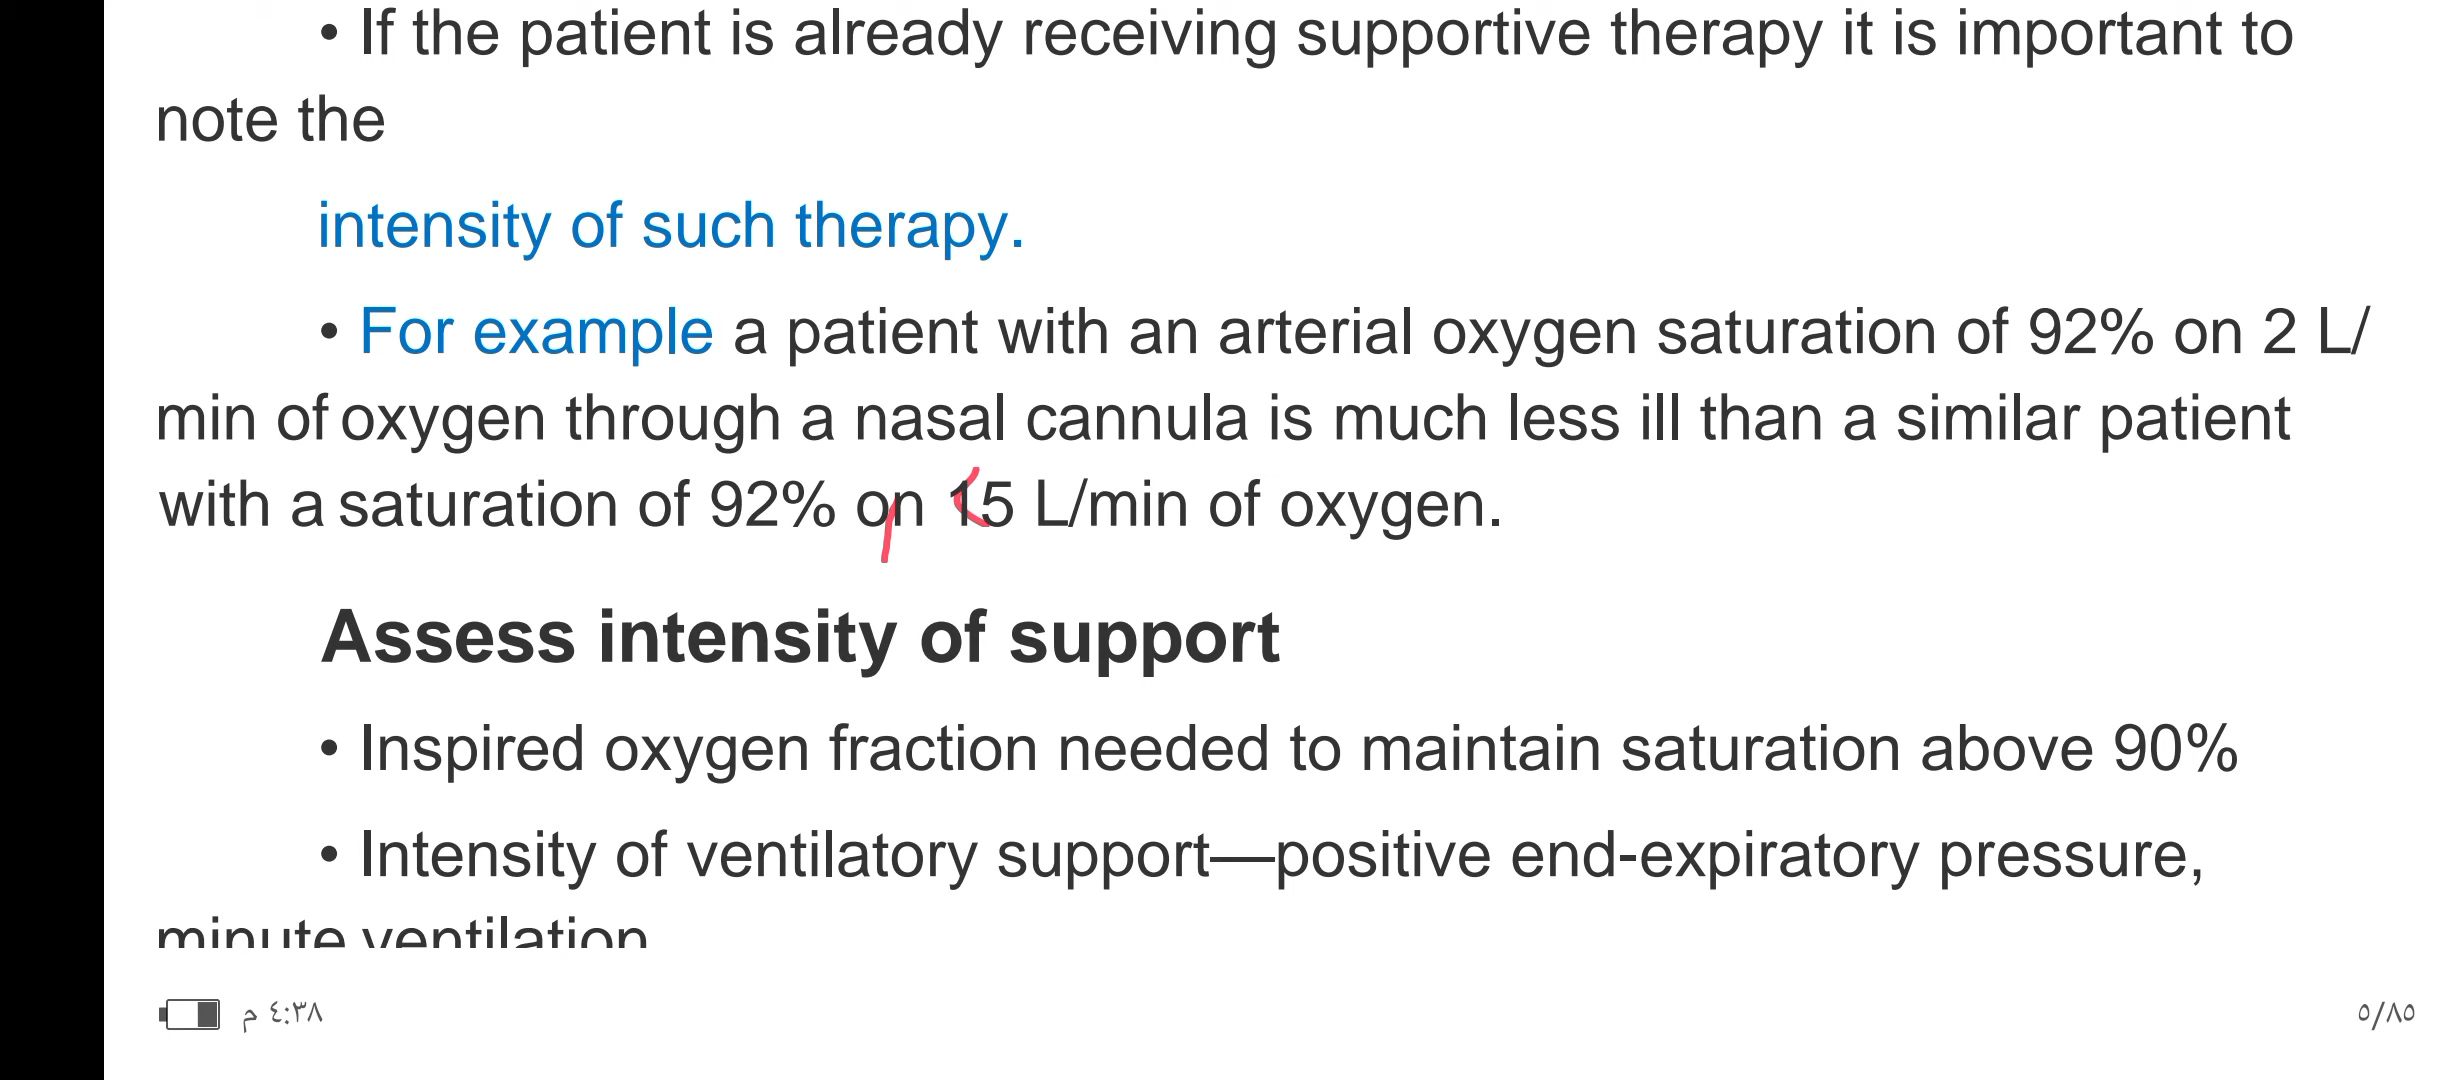 • If the patient is already receiving supportive therapy it is important to
note the
intensity of such therapy.
• For example a patient with an arterial oxygen saturation of 92% on 2 L/
min of oxygen through a nasal cannula is much less ill than a similar patient
with a saturation of 92% on 15 L/min of oxygen.
Assess intensity of support
• Inspired oxygen fraction needed to maintain saturation above 90%
• Intensity of ventilatory support—positive end-expiratory pressure,
minute ventilation
٤:٣٨ م
٥/٨٥